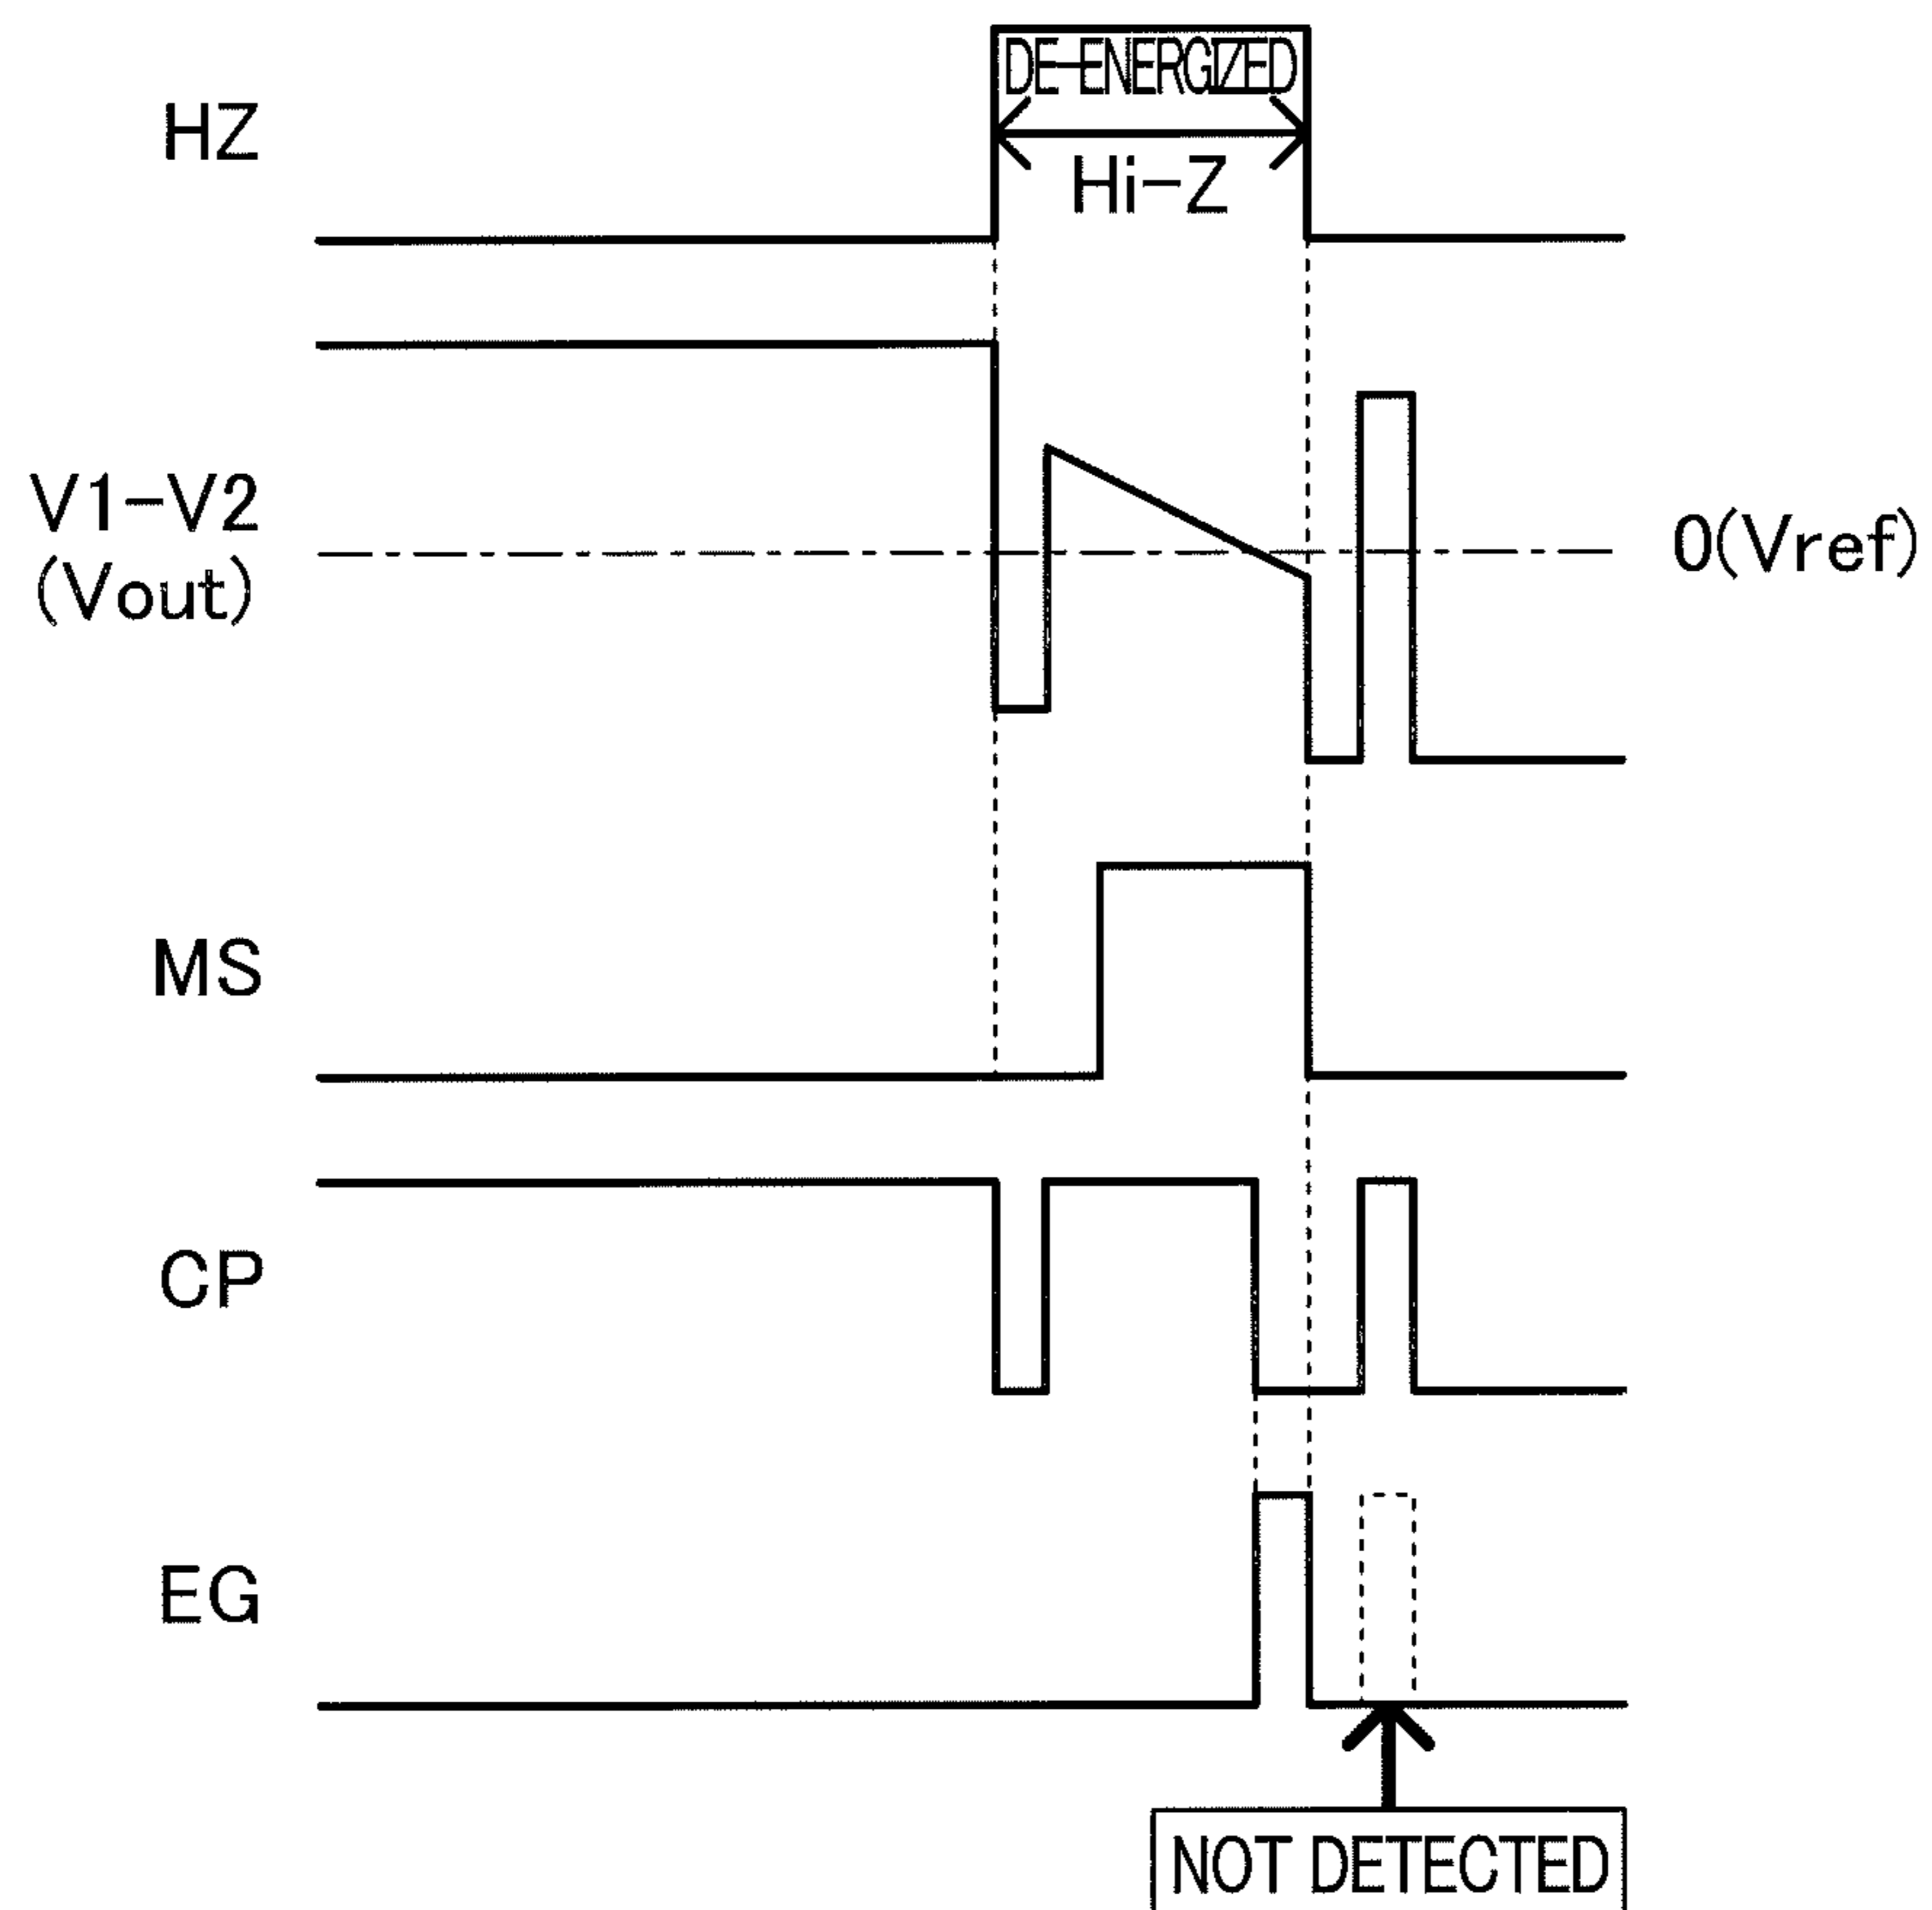 DE-ENERGIZED
HZ
Hi-Z
V1-V2
(Vout)
0(Vref)
MS
CP
EG
NOT DETECTED